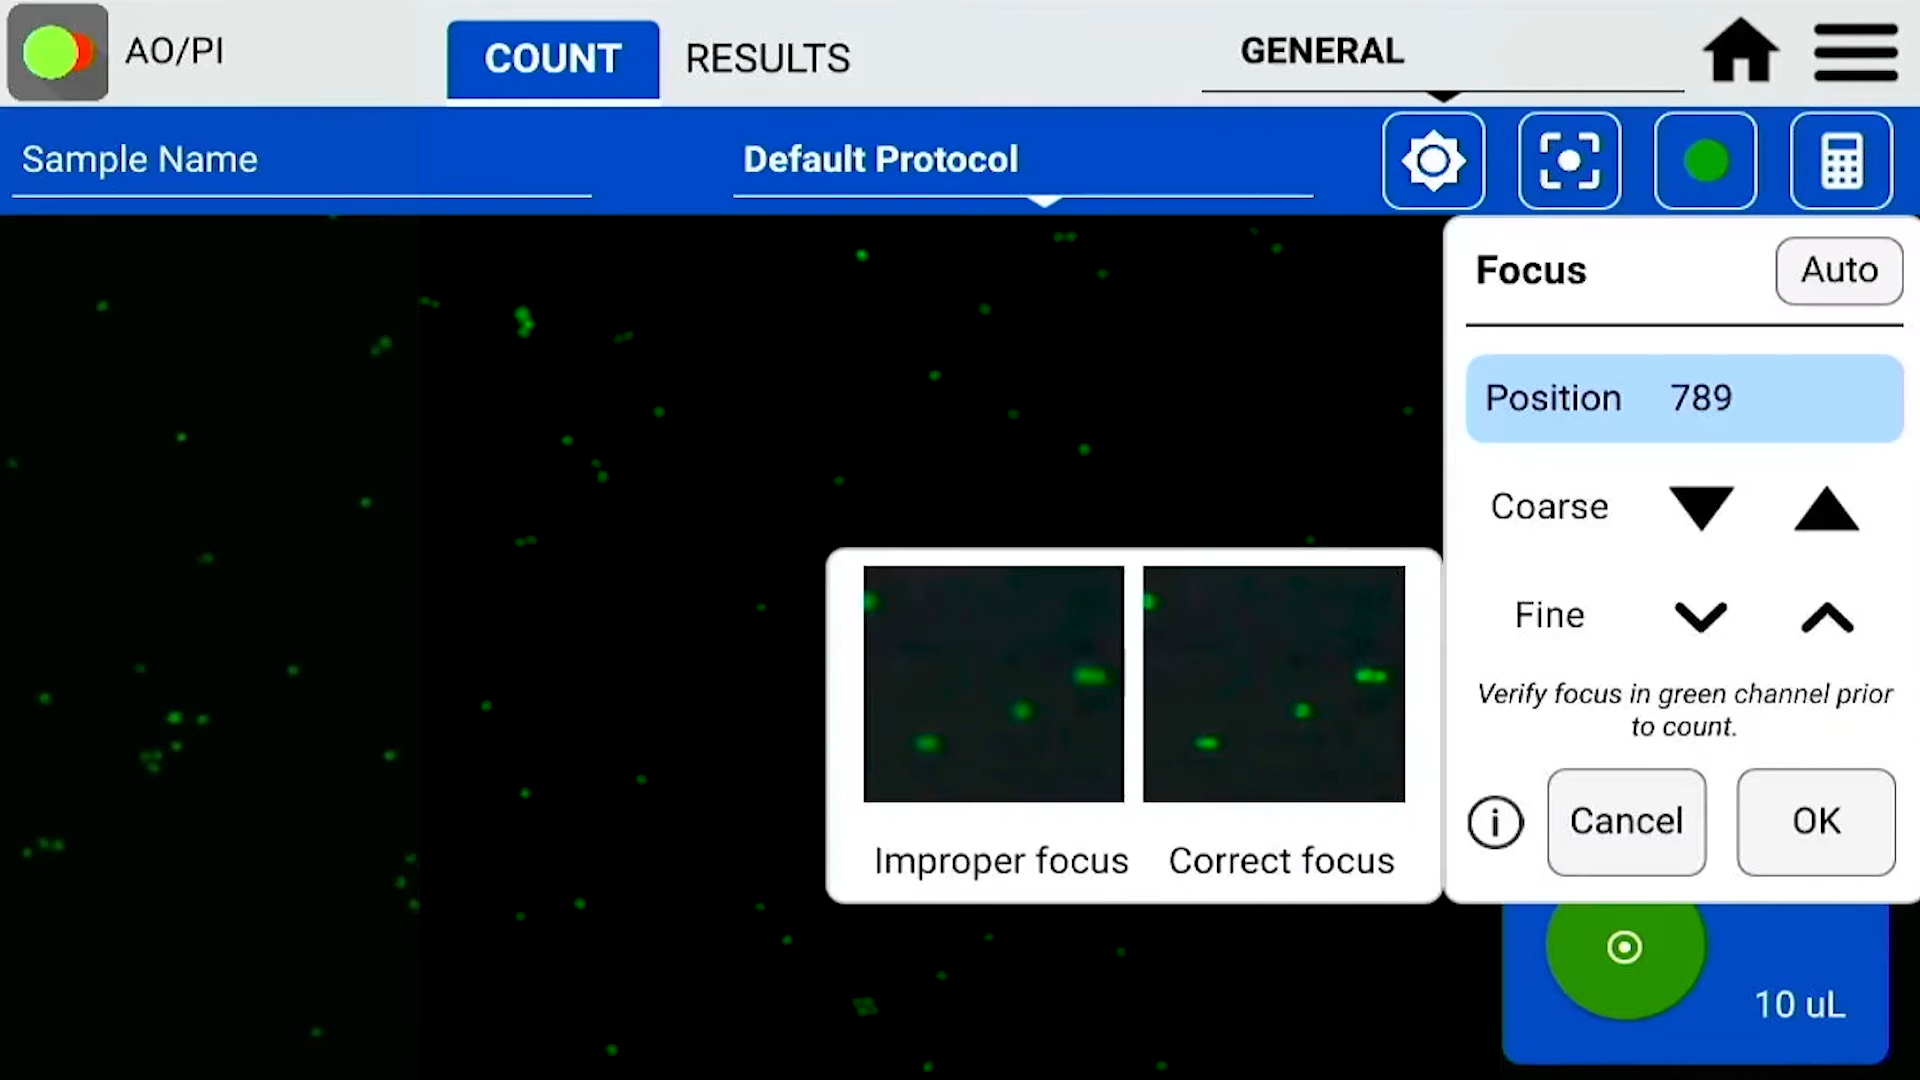 AO/PI
COUNT
RESULTS
GENERAL
Sample Name
Default Protocol
Focus
Auto
Position 789
Coarse
Fine
Verify focus in green channel prior
to count.
Cancel
OK
Improper focus
Correct focus
10 uL